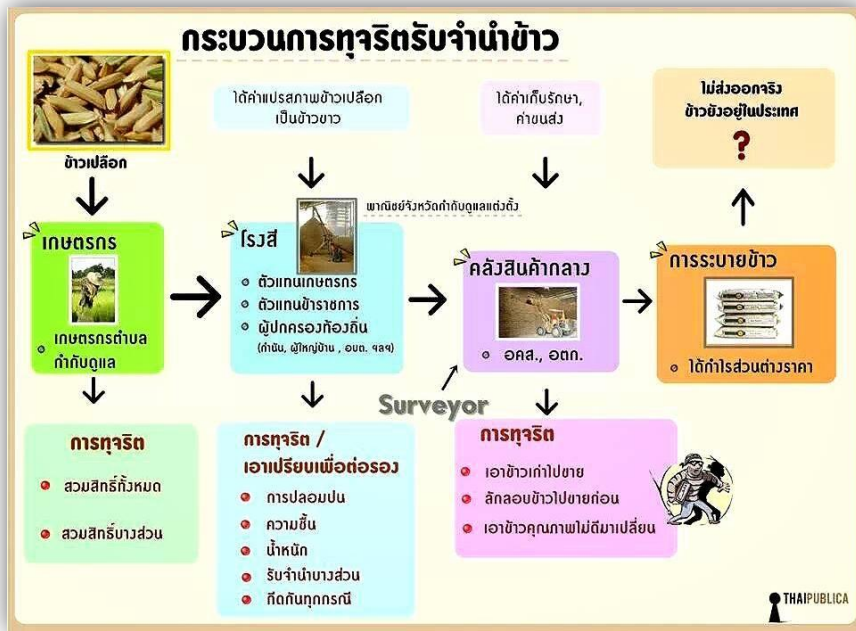 กระบวนการทุจริตรับจำนำข้าว
ข้าวเปลือก
ได้ค่าแปรสภาพข้าวเปลือก
เป็นข้าวขาว
ได้ค่าเก็บรักษา,
ค่าขนส่ง
ไม่ส่งออกจริง
ข้าวยังอยู่ในประเทศ
?
พาณิชย์จังหวัดกำกับดูแลแต่งตั้ง
เกษตรกร
เกษตรกรตำบล
กำกับดูแล
โรงสี
ตัวแทนเกษตรกร
ตัวแทนข้าราชการ
ผู้ปกครองท้องถิ่น
(กำนัน, ผู้ใหญ่บ้าน , อบต. ฯลฯ)
คลังสินค้ากลาง
อคส., อตก.
การระบายข้าว
ได้กำไรส่วนต่างราคา
Surveyor
การทุจริต
สวมสิทธิ์ทั้งหมด
สวมสิทธิ์บางส่วน
การทุจริต /
เอาเปรียบเพื่อต่อรอง
การปลอมปน
ความชื้น
น้ำหนัก
รับจำนำบางส่วน
กีดกันทุกกรณี
การทุจริต
เอาข้าวเก่าไปขาย
ลักลอบข้าวไปขายก่อน
เอาข้าวคุณภาพไม่ดีมาเปลี่ยน
THAIPUBLICA